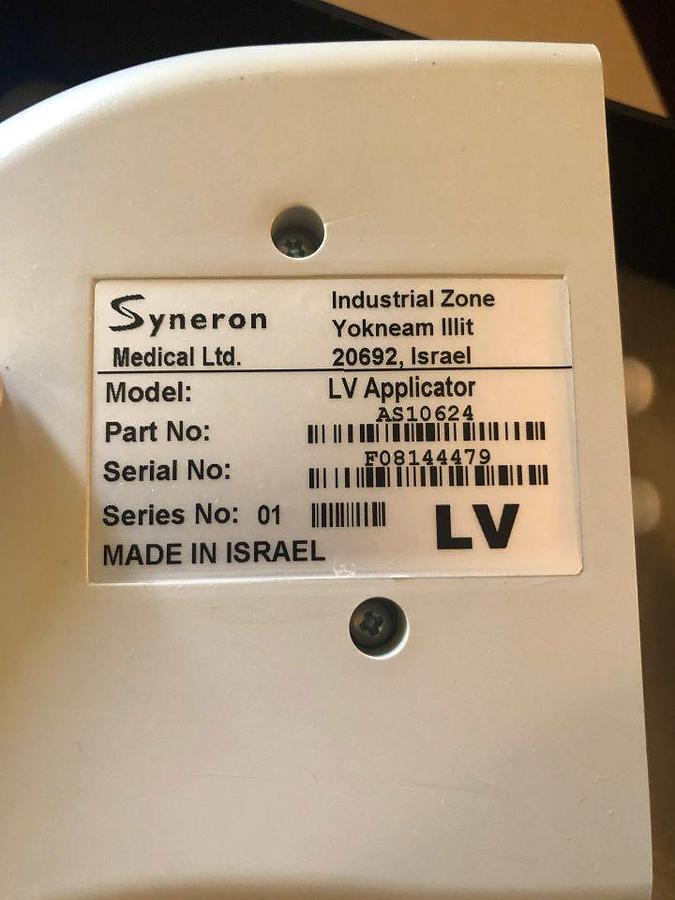 Syneron
Medical Ltd.
Industrial Zone
Yokneam Illit
20692, Israel
Model: LV Applicator
Part No: AS10624
Serial No: F08144479
Series No: 01
LV
MADE IN ISRAEL